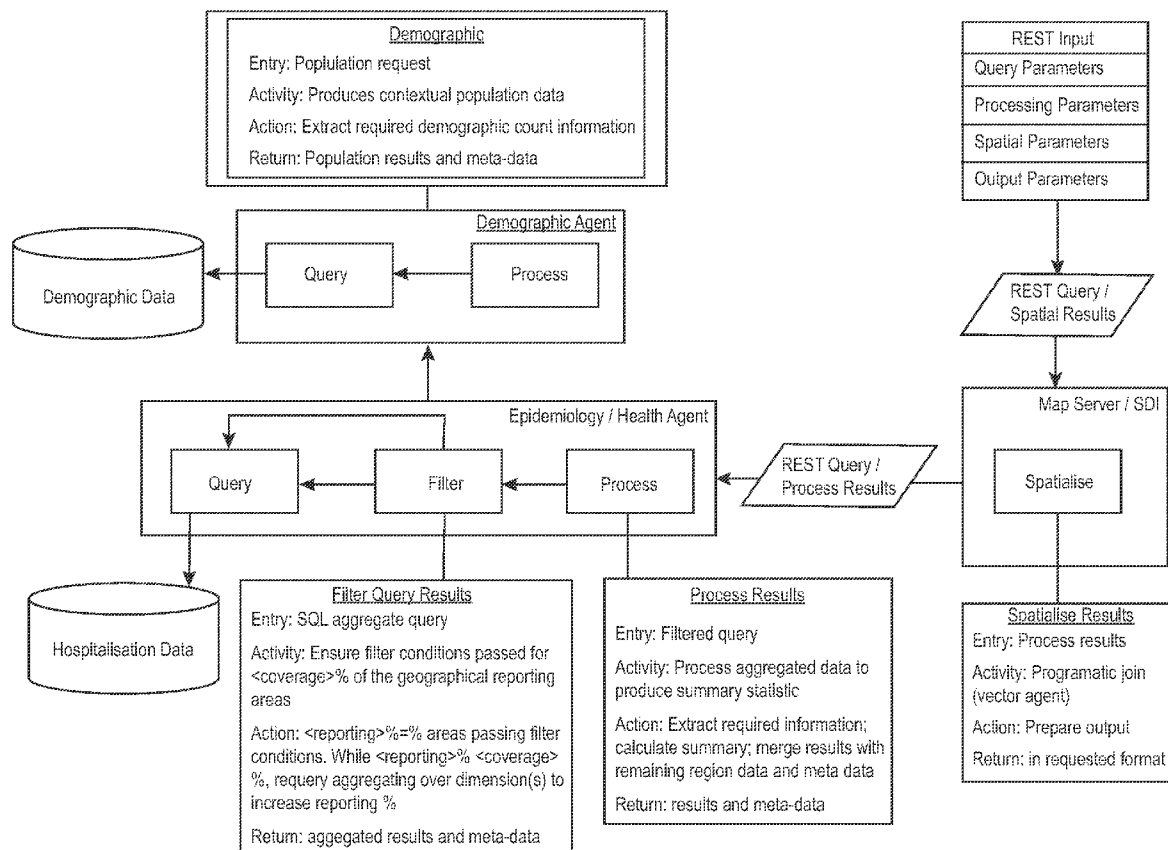 Demographic
Entry: Poplulation request
Activity: Produces contextual population data
Action: Extract required demographic count information
Return: Population results and meta-data
REST Input
Query Parameters
Processing Parameters
Spatial Parameters
Output Parameters
Demographic Agent
Query
Process
Demographic Data
REST Query /
Spatial Results
Map Server / SDI
Spatialise
Epidemiology / Health Agent
Query
Filter
Process
REST Query /
Process Results
Hospitalisation Data
Filter Query Results
Entry: SQL aggregate query
Activity: Ensure filter conditions passed for
<coverage>% of the geographical reporting
areas
Action: <reporting>%=% areas passing filter
conditions. While <reporting>% <coverage>
%, requery aggregating over dimension(s) to
increase reporting %
Return: aggegated results and meta-data
Process Results
Entry: Filtered query
Activity: Process aggregated data to
produce summary statistic
Action: Extract required information;
calculate summary; merge results with
remaining region data and meta data
Return: results and meta-data
Spatialise Results
Entry: Process results
Activity: Programatic join
(vector agent)
Action: Prepare output
Return: in requested format